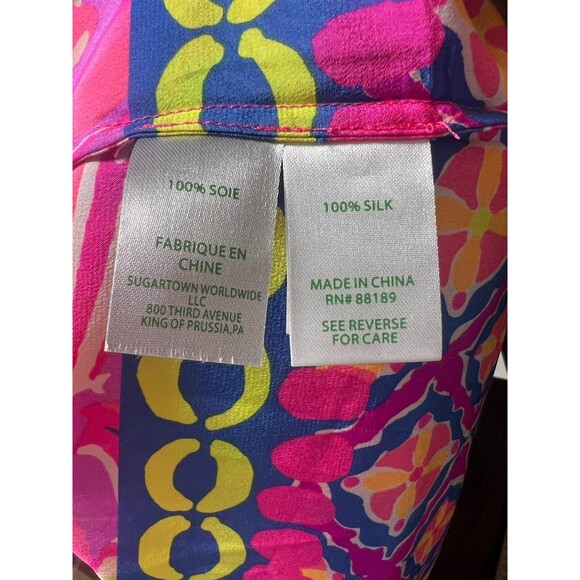 100% SOIE
FABRIQUE EN
CHINE
SUGARTOWN WORLDWIDE
LLC
800 THIRD AVENUE
KING OF PRUSSIA,PA
100% SILK
MADE IN CHINA
RN# 88189
SEE REVERSE
FOR CARE